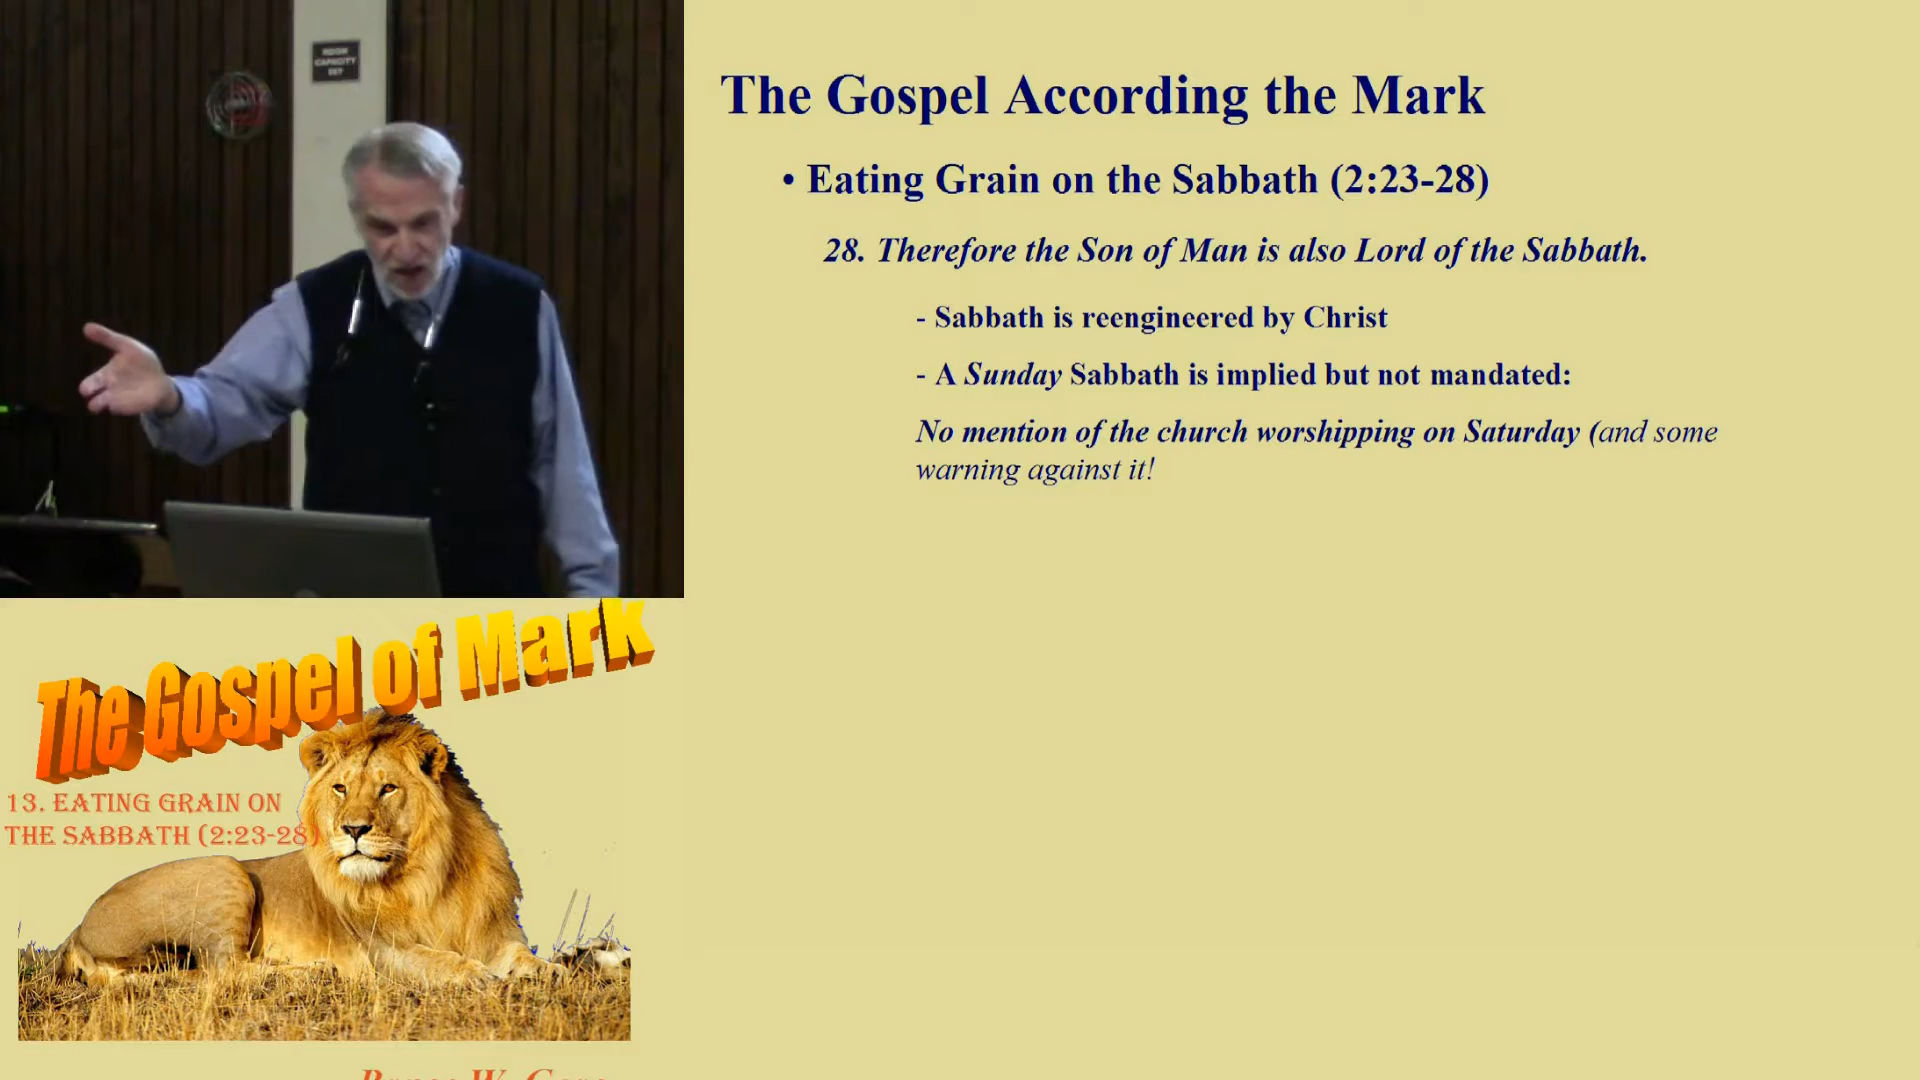 ROOM
CAPACITY
The Gospel According the Mark
• Eating Grain on the Sabbath (2:23-28)
28. Therefore the Son of Man is also Lord of the Sabbath.
- Sabbath is reengineered by Christ
- A Sunday Sabbath is implied but not mandated:
No mention of the church worshipping on Saturday (and some
warning against it!
The Gospel of Mark
13. EATING GRAIN ON
THE SABBATH (2:23-28)